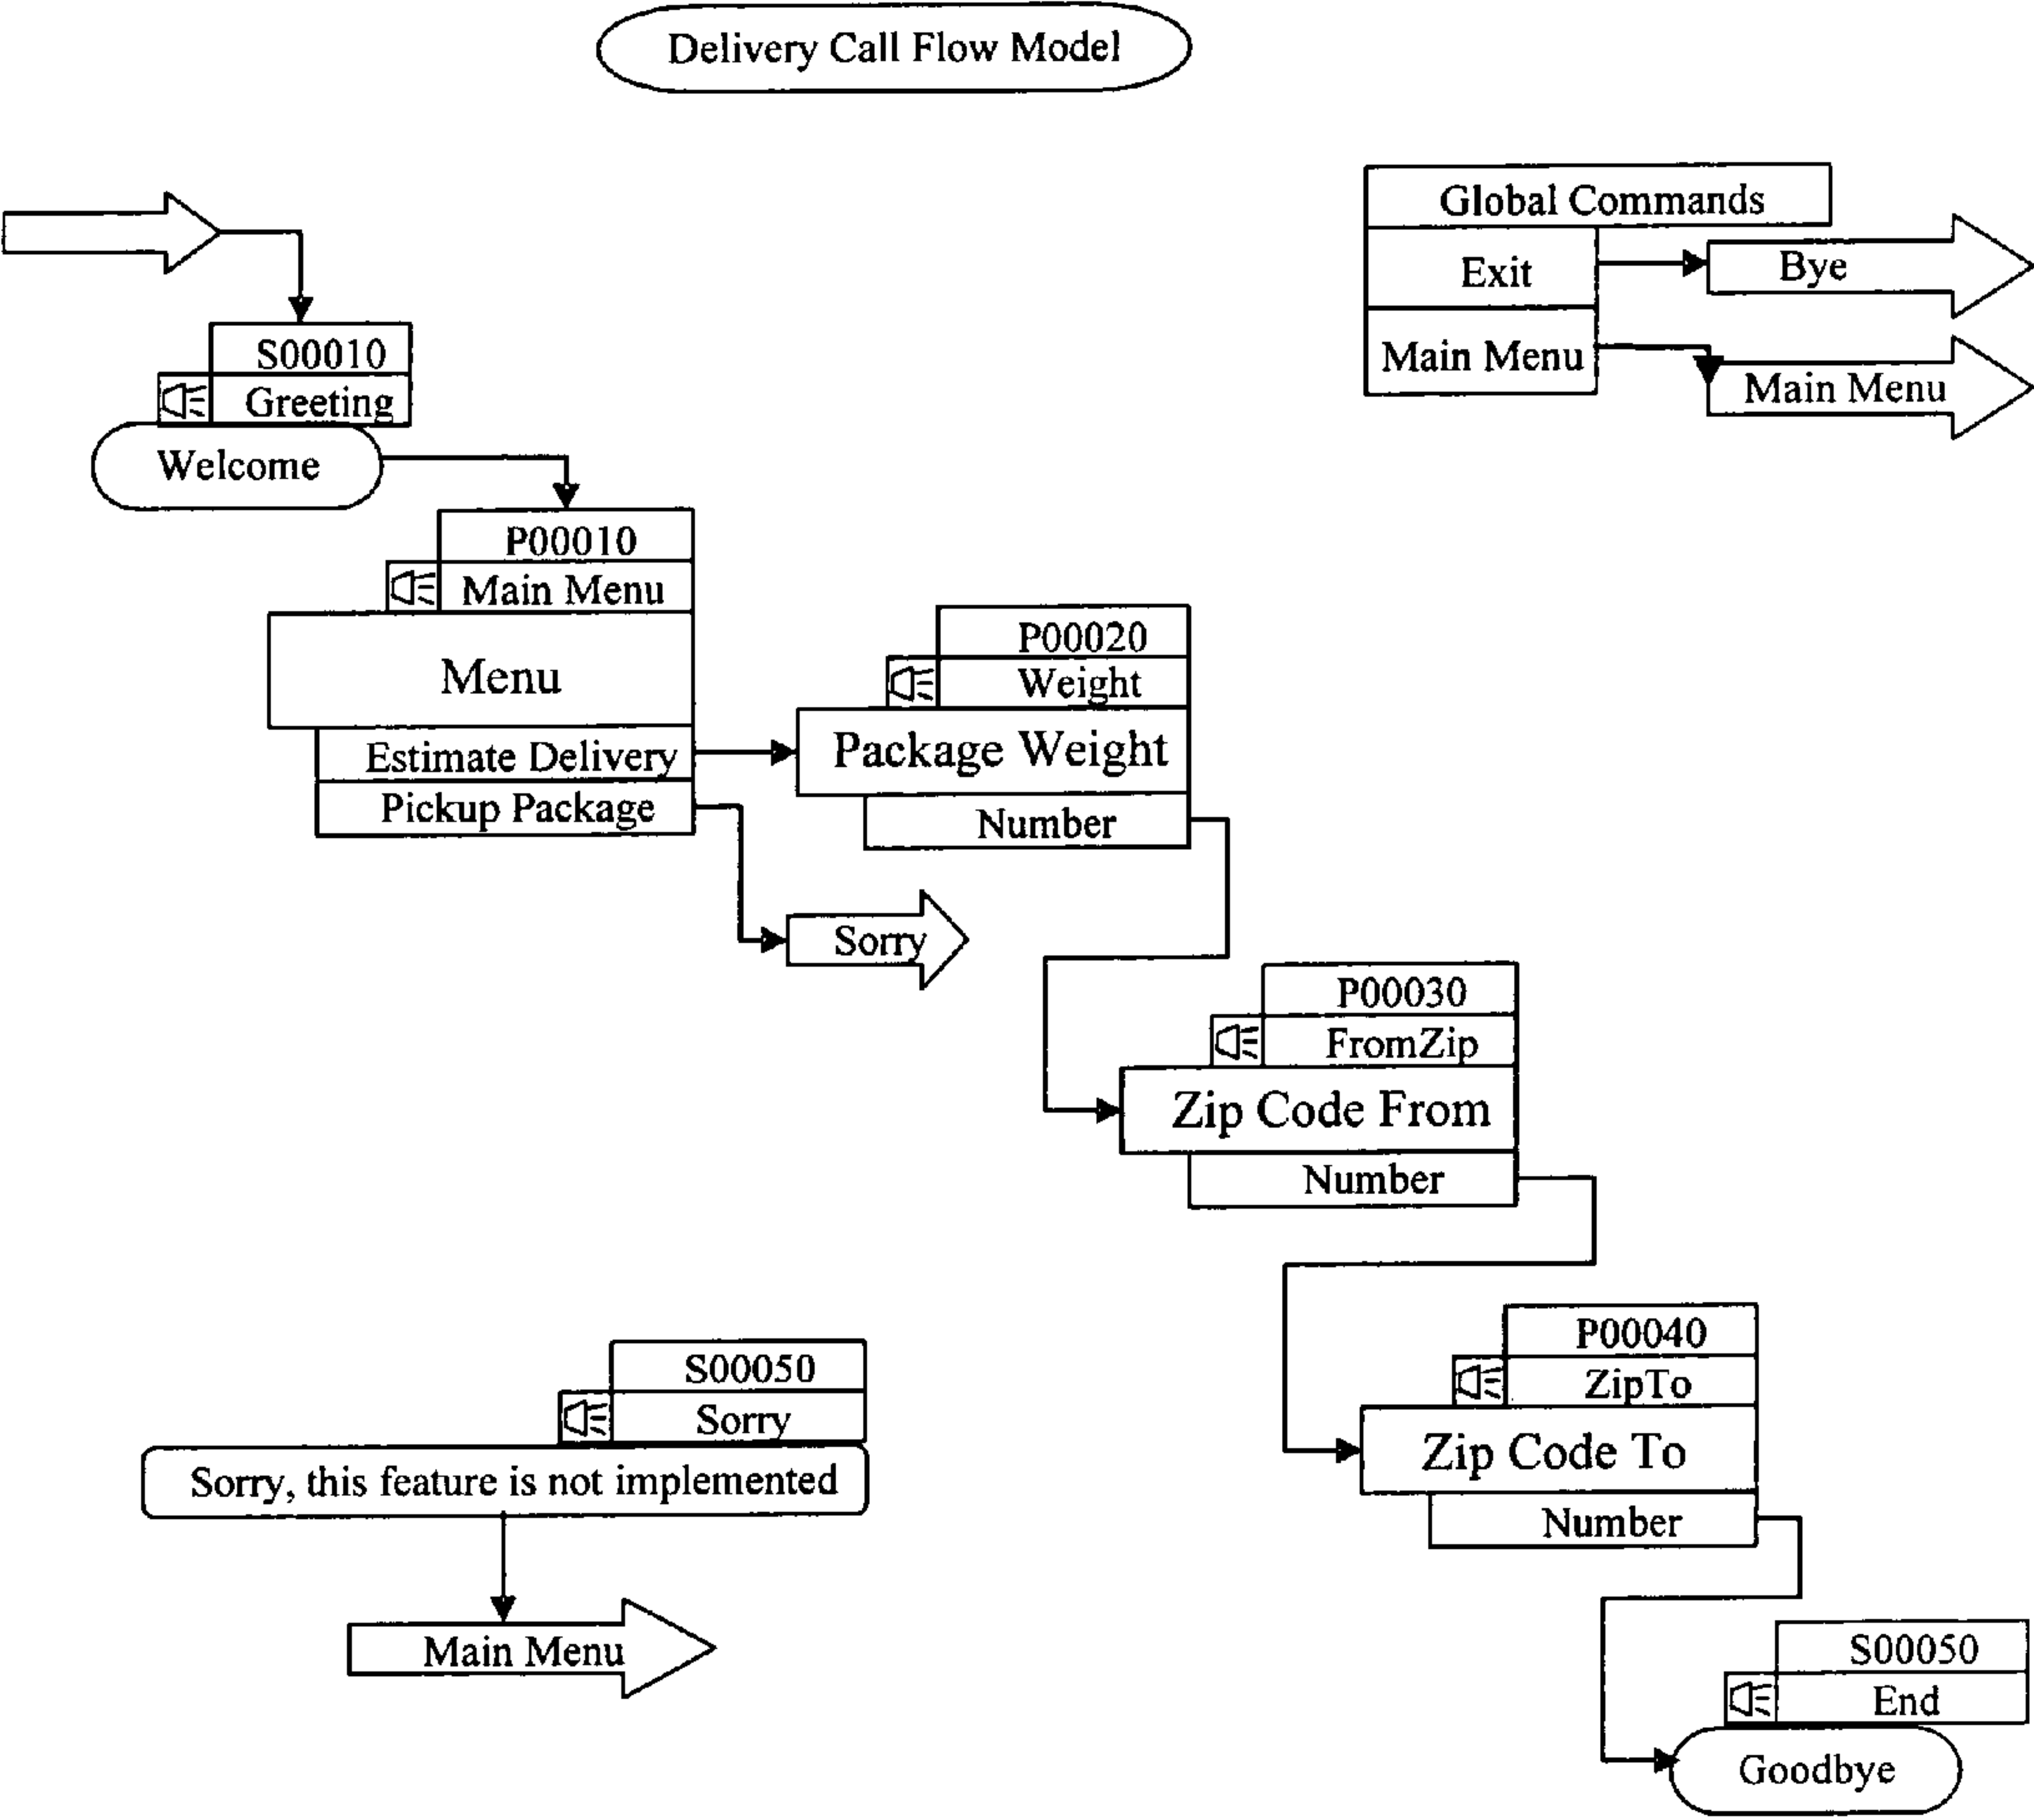 Delivery Call Flow Model
Global Commands
Exit
Bye
Main Menu
Main Menu
S00010
Greeting
Welcome
P00010
Main Menu
Menu
Estimate Delivery
Pickup Package
P00020
Weight
Package Weight
Number
Sorry
P00030
FromZip
Zip Code From
Number
P00040
ZipTo
Zip Code To
Number
S00050
Sorry
Sorry, this feature is not implemented
Main Menu
S00050
End
Goodbye